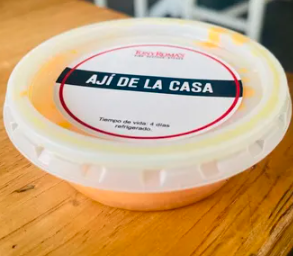 AJÍ DE LA CASA
Tiempo de vida: 4 días
refrigerado.